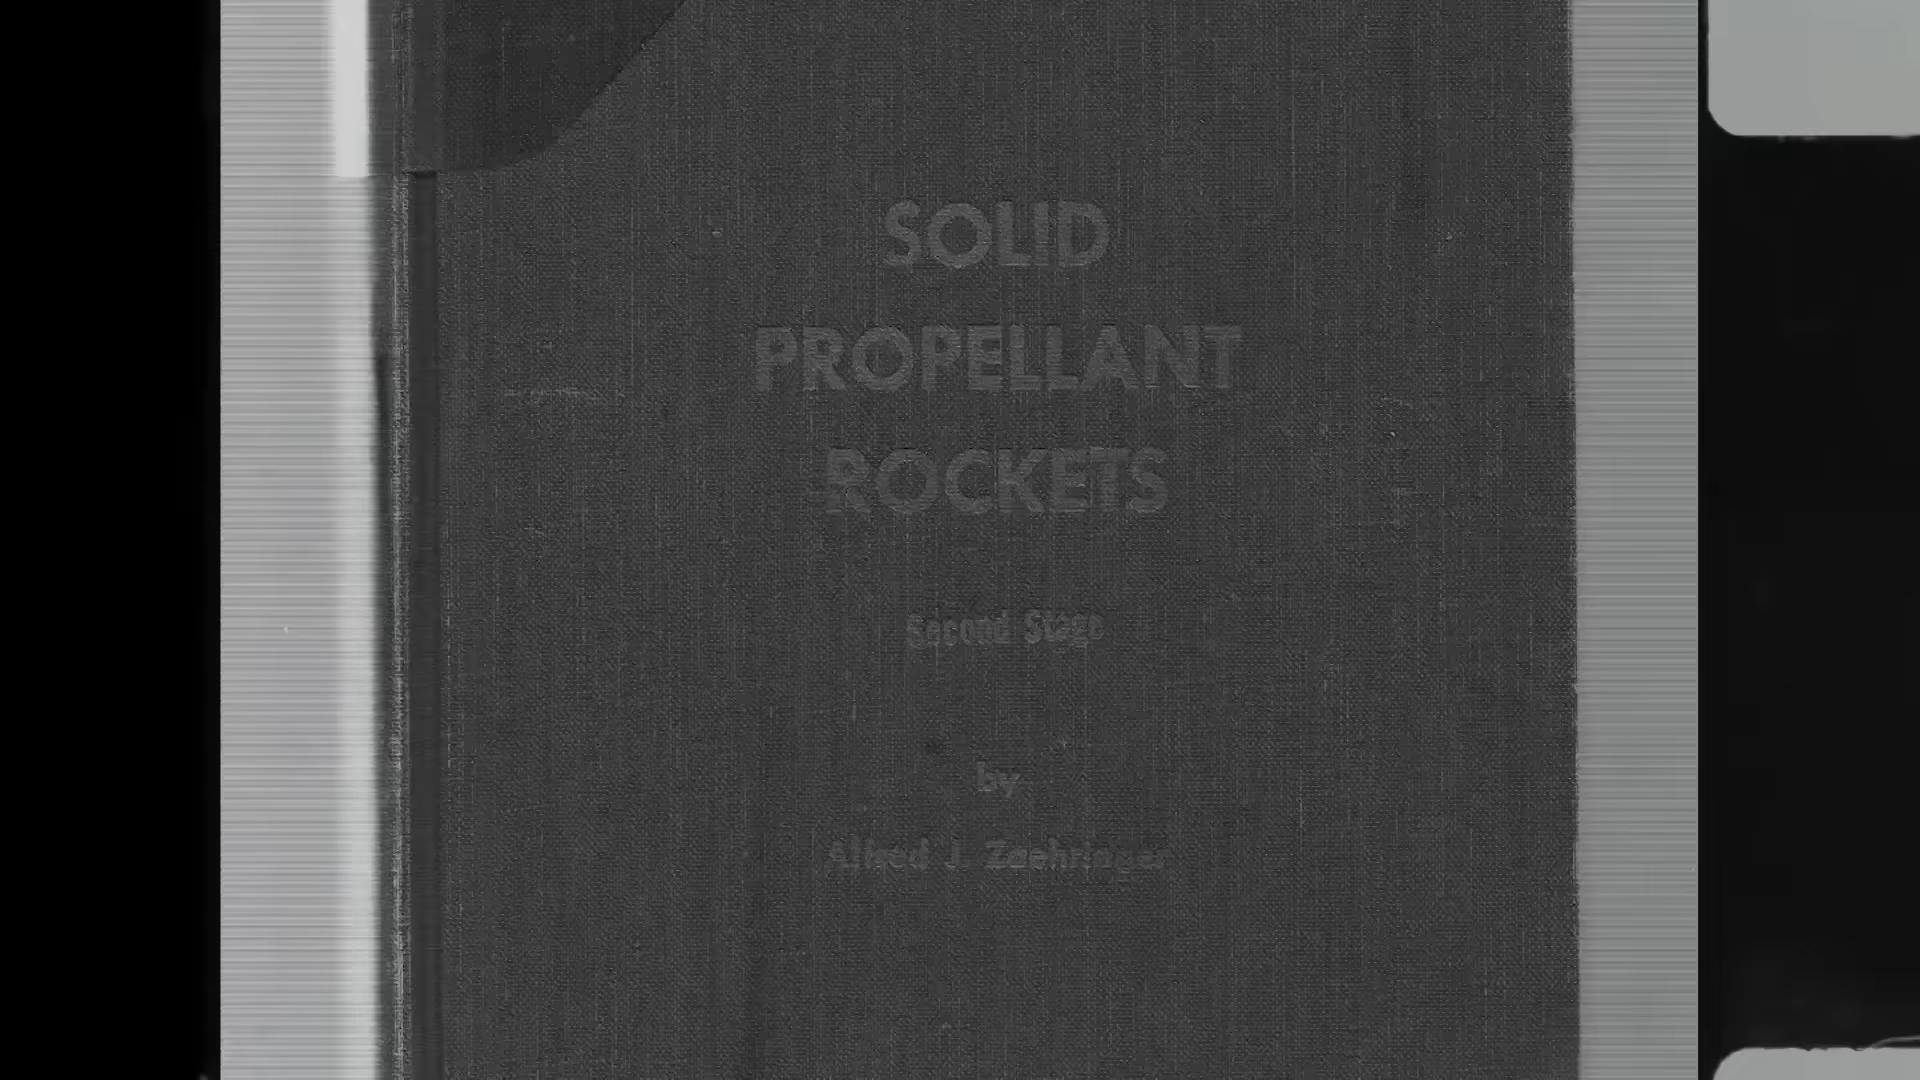 SOLID
PROPELLANT
ROCKETS
Second Stage
by
Alfred J. Zaehringer